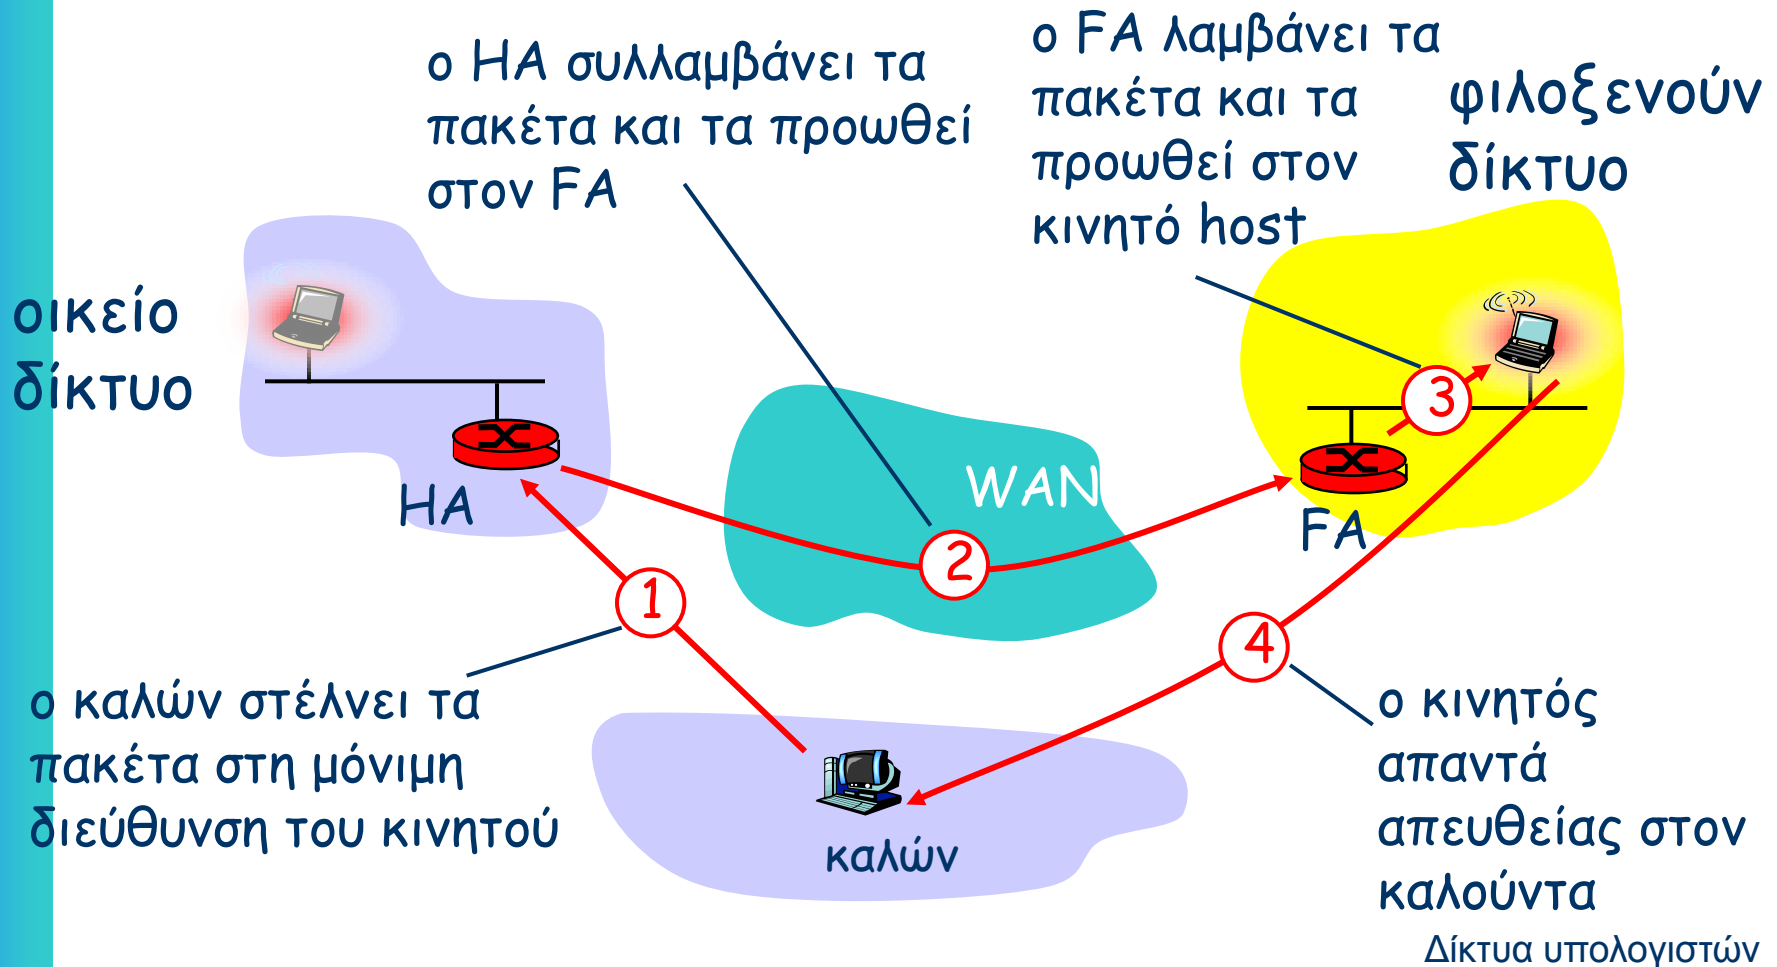 ο HA συλλαμβάνει τα
πακέτα και τα προωθεί
στον FA
ο FA λαμβάνει τα
πακέτα και τα
προωθεί στον
κινητό host
φιλοξενούν
δίκτυο
οικείο
δίκτυο
HA
WAN
FA
3
2
1
4
ο καλών στέλνει τα
πακέτα στη μόνιμη
διεύθυνση του κινητού
καλών
ο κινητός
απαντά
απευθείας στον
καλούντα
Δίκτυα υπολογιστών